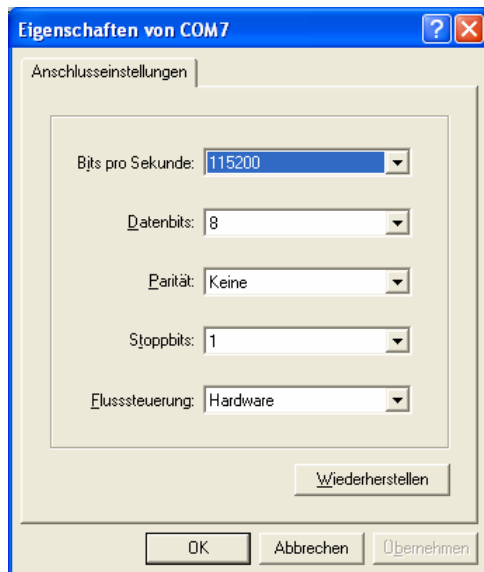 Eigenschaften von COM7
?
Anschlusseinstellungen
Bits pro Sekunde: 115200
Datenbits: 8
Parität: Keine
Stoppbits: 1
Flusssteuerung: Hardware
Wiederherstellen
OK Abbrechen Übernehmen